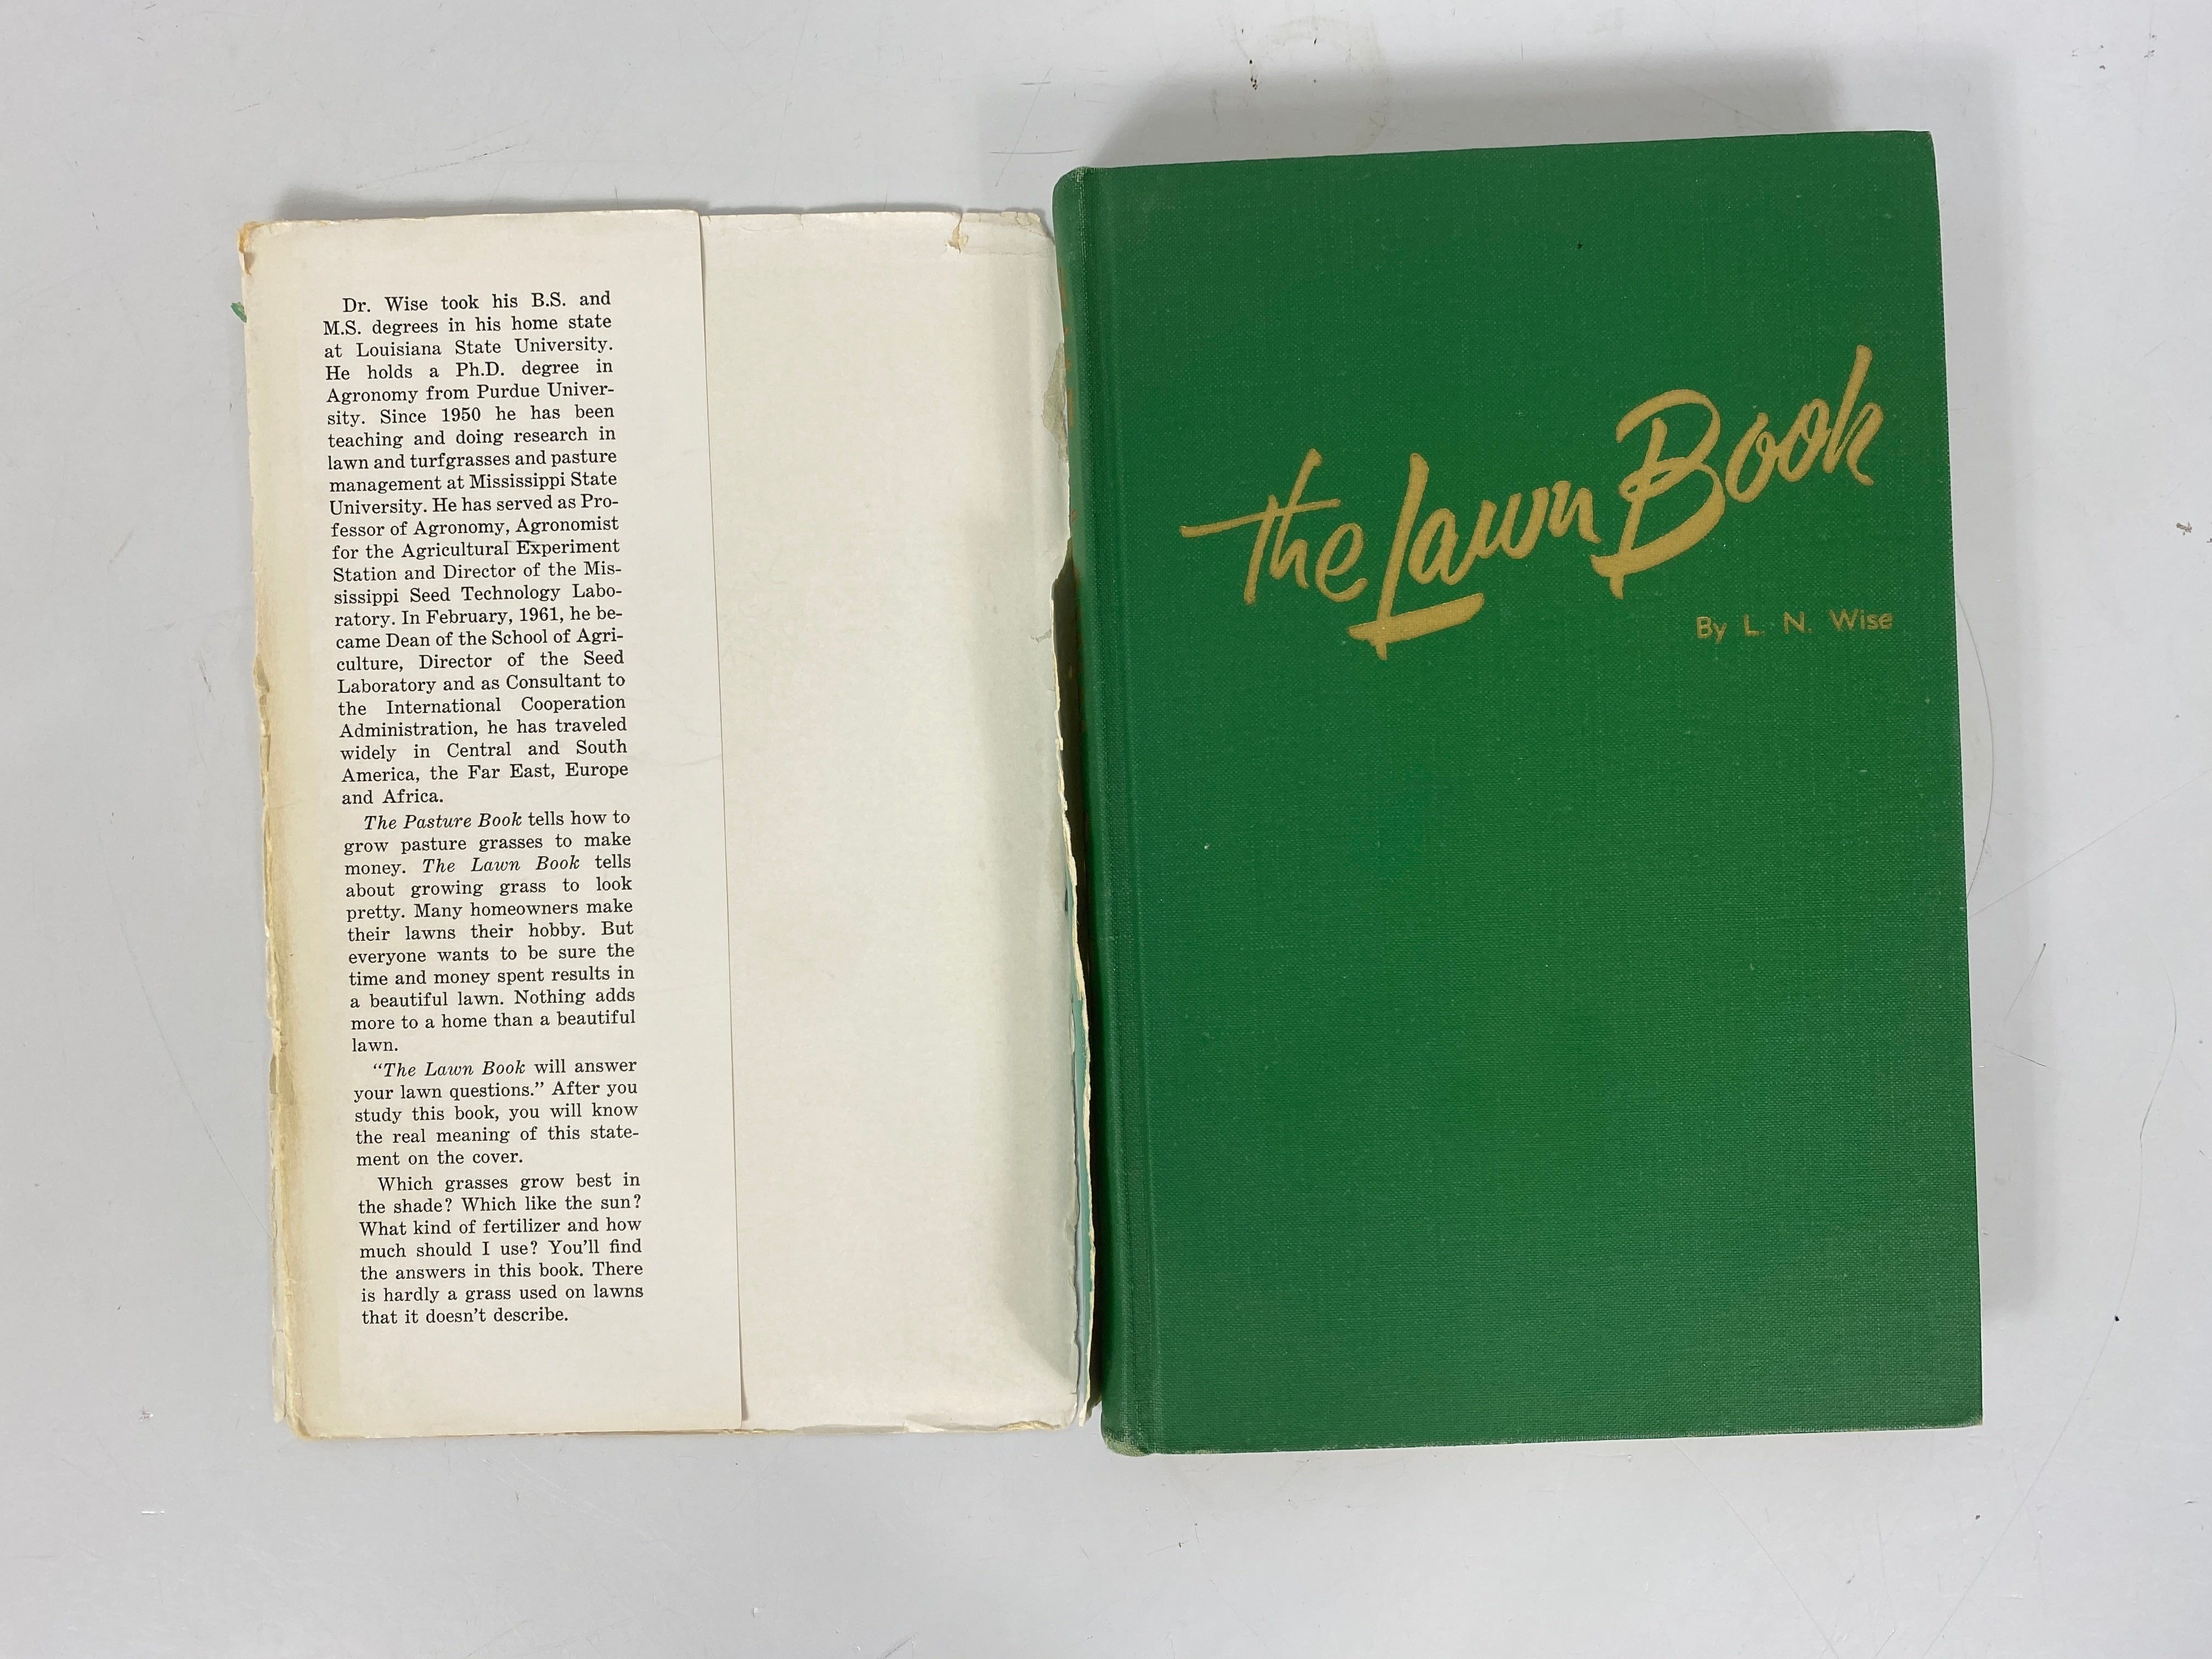 Dr. Wise took his B.S. and
M.S. degrees in his home state
at Louisiana State University.
He holds a Ph.D. degree in
Agronomy from Purdue Univer-
sity. Since 1950 he has been
teaching and doing research in
lawn and turfgrasses and pasture
management at Mississippi State
University. He has served as Pro-
fessor of Agronomy, Agronomist
for the Agricultural Experiment
Station and Director of the Mis-
sissippi Seed Technology Labo-
ratory. In February, 1961, he be-
came Dean of the School of Agri-
culture, Director of the Seed
Laboratory and as Consultant to
the International Cooperation
Administration, he has traveled
widely in Central and South
America, the Far East, Europe
and Africa.
The Pasture Book tells how to
grow pasture grasses to make
money. The Lawn Book tells
about growing grass to look
pretty. Many homeowners make
their lawns their hobby. But
everyone wants to be sure the
time and money spent results in
a beautiful lawn. Nothing adds
more to a home than a beautiful
lawn.
"The Lawn Book will answer
your lawn questions." After you
study this book, you will know
the real meaning of this state-
ment on the cover.
Which grasses grow best in
the shade? Which like the sun?
What kind of fertilizer and how
much should I use? You'll find
the answers in this book. There
is hardly a grass used on lawns
that it doesn't describe.
the Lawn Book
By L. N. Wise